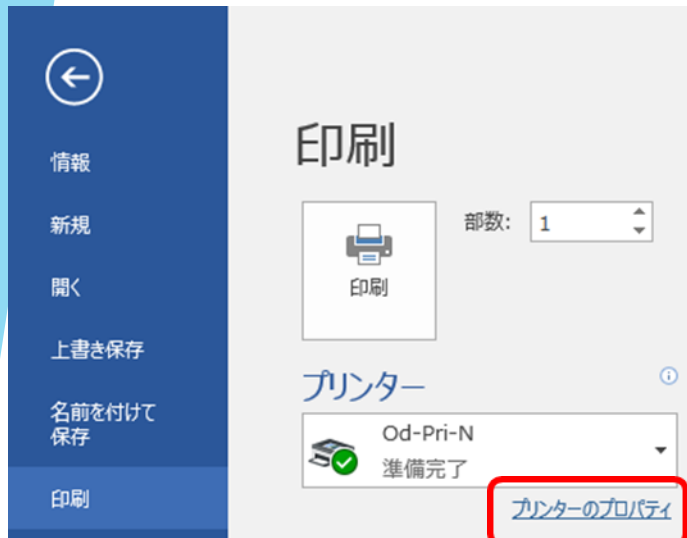 情報
新規
開く
上書き保存
名前を付けて
保存
印刷
印刷
印刷
部数: 1
プリンター
Od-Pri-N
準備完了
プリンターのプロパティ